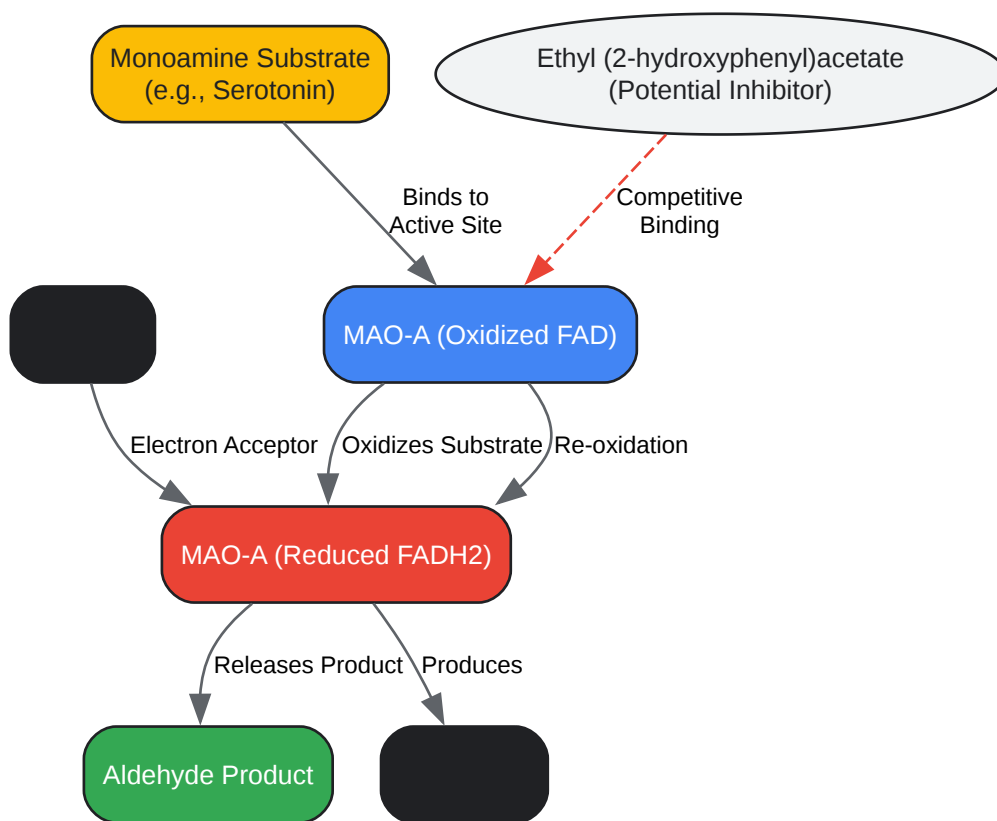 Monoamine Substrate
(e.g., Serotonin)
Ethyl (2-hydroxyphenyl)acetate
(Potential Inhibitor)
Binds to
Active Site
Competitive
Binding
MAO-A (Oxidized FAD)
Electron Acceptor
Oxidizes Substrate
Re-oxidation
MAO-A (Reduced FADH2)
Releases Product
Produces
Aldehyde Product